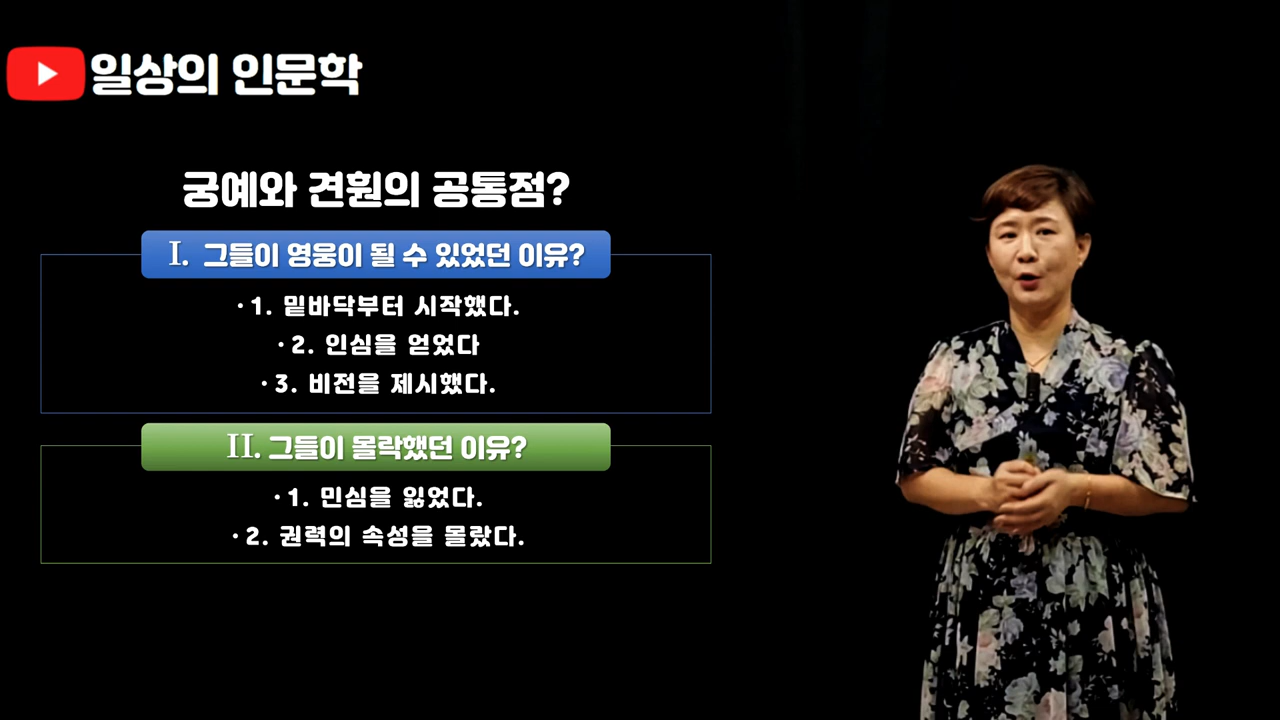 일상의 인문학
궁예와 견훤의 공통점?
I. 그들이 영웅이 될 수 있었던 이유?
· 1. 밑바닥부터 시작했다.
· 2. 인심을 얻었다
· 3. 비전을 제시했다.
II. 그들이 몰락했던 이유?
· 1. 민심을 잃었다.
· 2. 권력의 속성을 몰랐다.